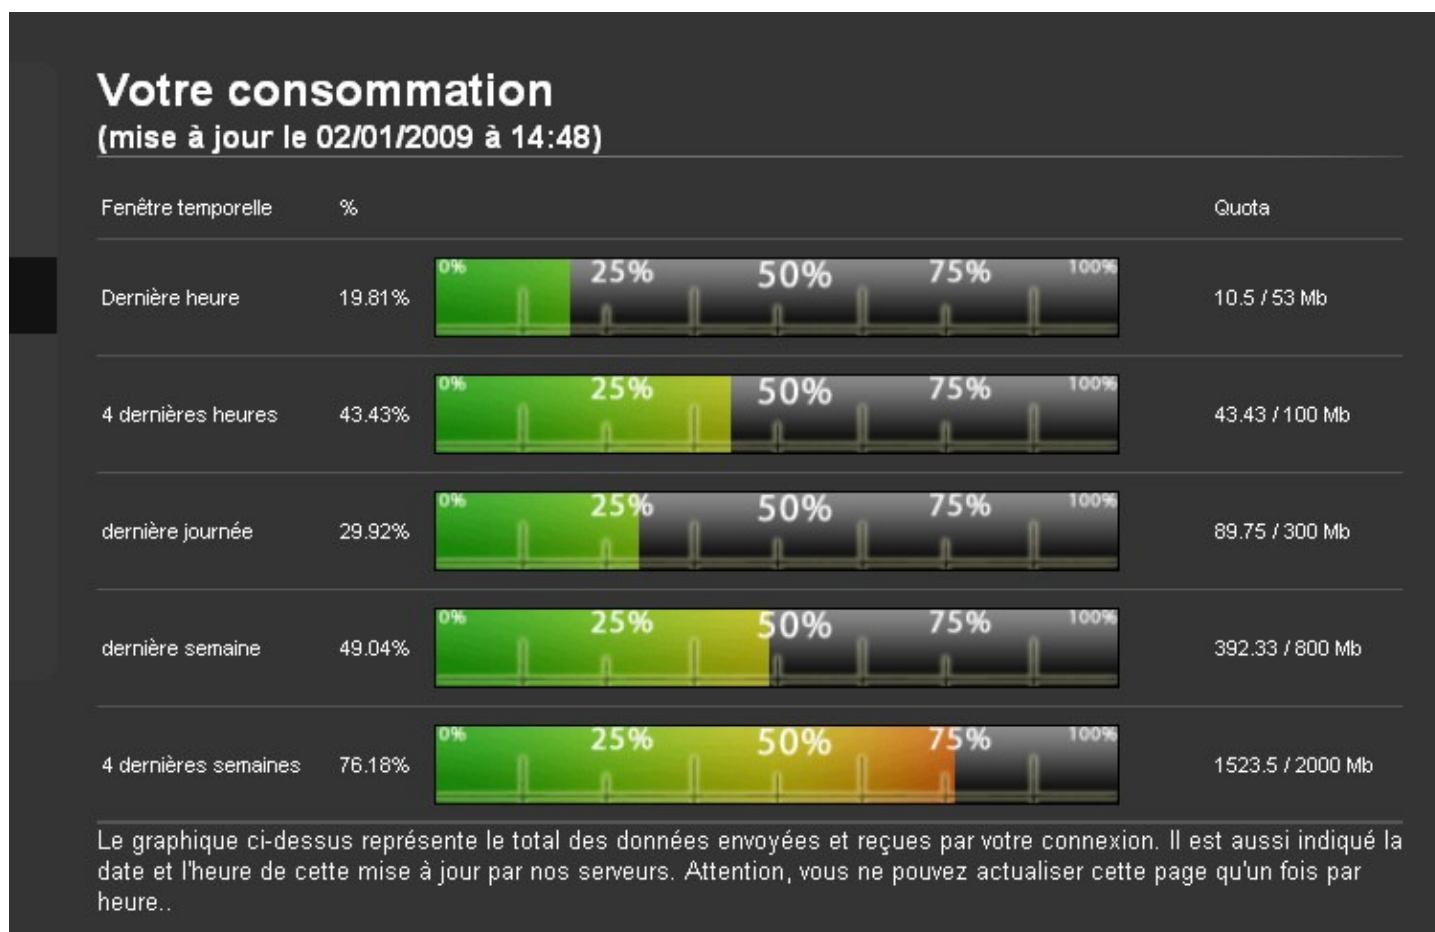 Votre consommation
(mise à jour le 02/01/2009 à 14:48)
Fenêtre temporelle % Quota
Dernière heure 19.81% 0% 25% 50% 75% 100% 10.5 / 53 Mb
4 dernières heures 43.43% 0% 25% 50% 75% 100% 43.43 / 100 Mb
dernière journée 29.92% 0% 25% 50% 75% 100% 89.75 / 300 Mb
dernière semaine 49.04% 0% 25% 50% 75% 100% 392.33 / 800 Mb
4 dernières semaines 76.18% 0% 25% 50% 75% 100% 1523.5 / 2000 Mb
Le graphique ci-dessus représente le total des données envoyées et reçues par votre connexion. Il est aussi indiqué la
date et l'heure de cette mise à jour par nos serveurs. Attention, vous ne pouvez actualiser cette page qu'un fois par
heure..